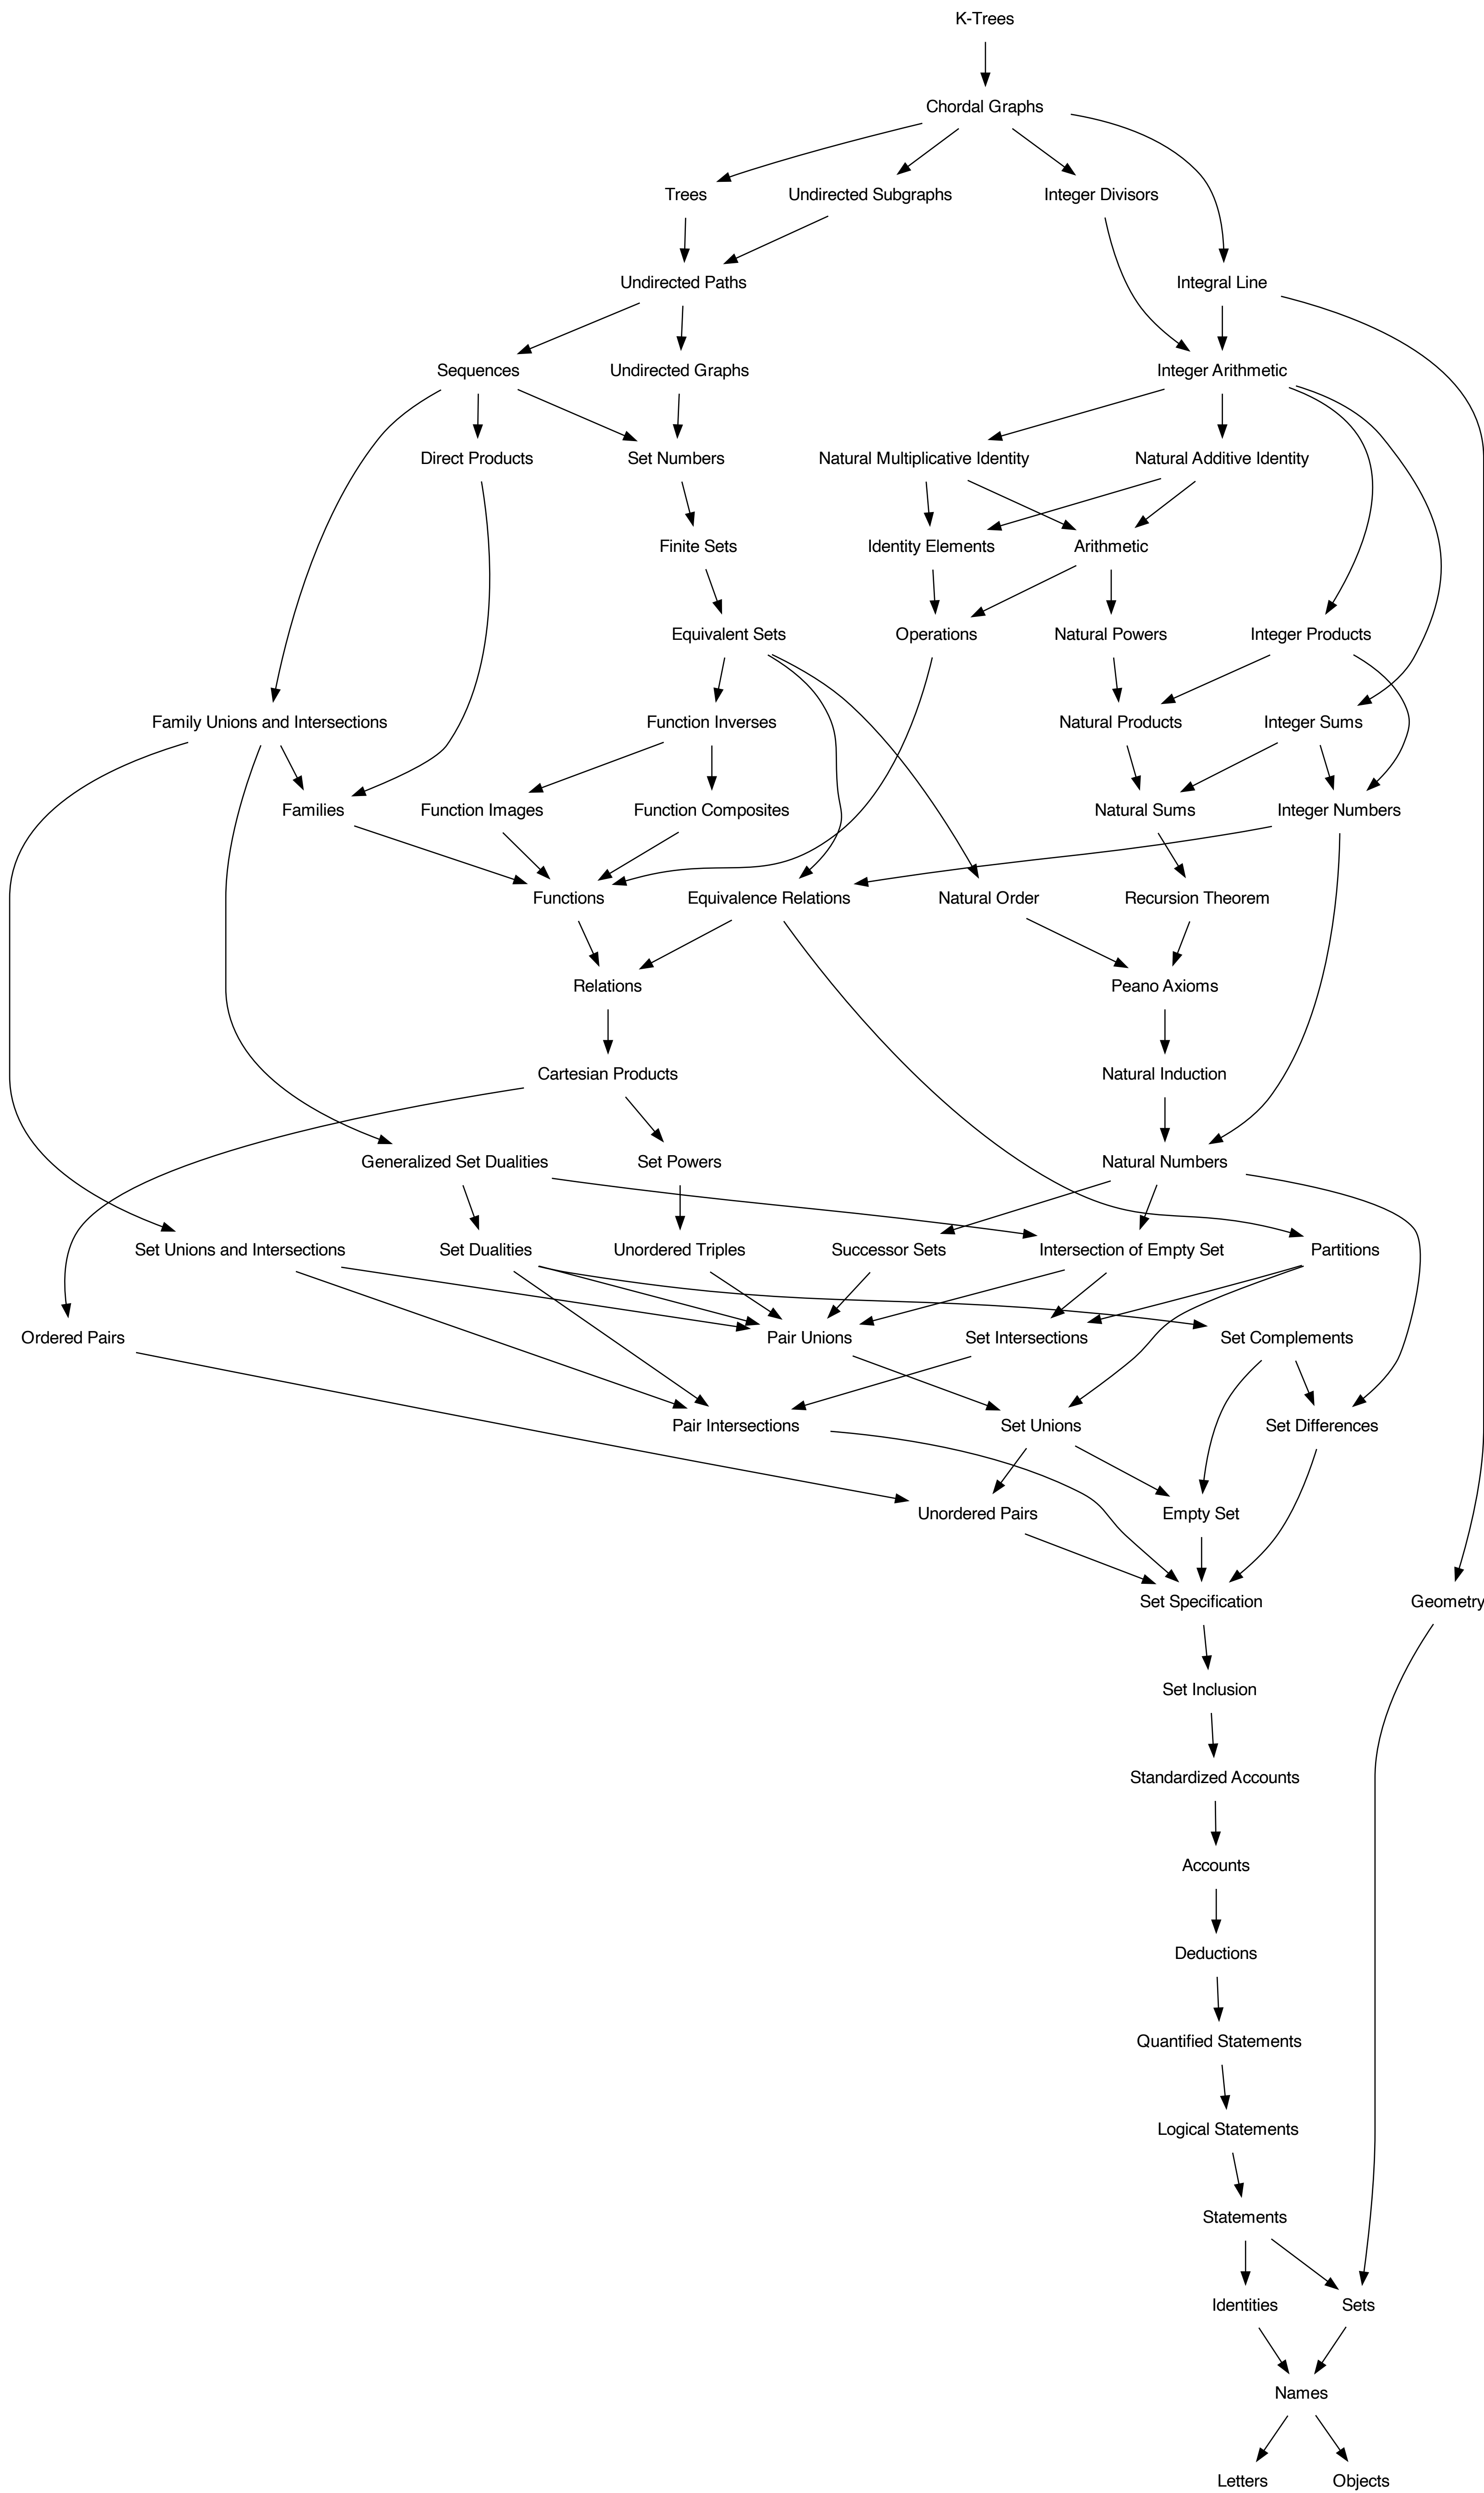 K-Trees
Chordal Graphs
Trees
Undirected Subgraphs
Integer Divisors
Undirected Paths
Integral Line
Sequences
Undirected Graphs
Integer Arithmetic
Direct Products
Set Numbers
Natural Multiplicative Identity
Natural Additive Identity
Finite Sets
Identity Elements
Arithmetic
Equivalent Sets
Operations
Natural Powers
Integer Products
Family Unions and Intersections
Function Inverses
Natural Products
Integer Sums
Families
Function Images
Function Composites
Natural Sums
Integer Numbers
Functions
Equivalence Relations
Natural Order
Recursion Theorem
Relations
Peano Axioms
Cartesian Products
Natural Induction
Generalized Set Dualities
Set Powers
Natural Numbers
Set Unions and Intersections
Set Dualities
Unordered Triples
Successor Sets
Intersection of Empty Set
Partitions
Ordered Pairs
Pair Unions
Set Intersections
Set Complements
Pair Intersections
Set Unions
Set Differences
Unordered Pairs
Empty Set
Set Specification
Geometry
Set Inclusion
Standardized Accounts
Accounts
Deductions
Quantified Statements
Logical Statements
Statements
Identities
Sets
Names
Letters
Objects